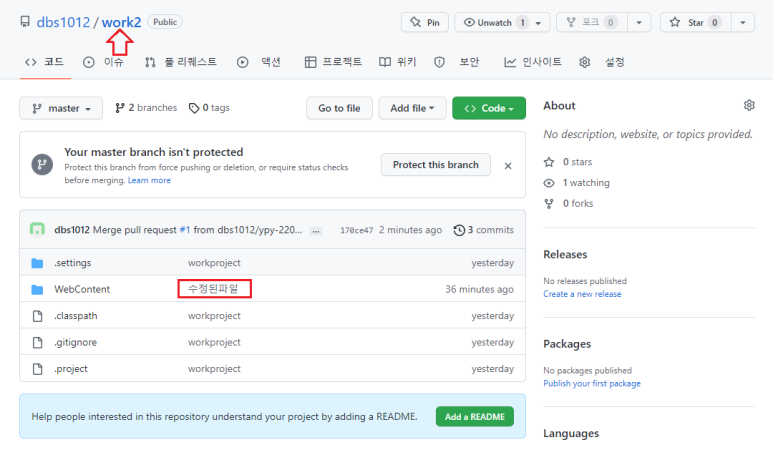 dbs1012 / work2 Public
Pin
Unwatch 1
포크 0
Star 0
코드
이슈
풀 리퀘스트
액션
프로젝트
위키
보안
인사이트
설정
master
2 branches
0 tags
Go to file
Add file
Code
Your master branch isn't protected
Protect this branch from force pushing or deletion, or require status checks
before merging. Learn more
Protect this branch
dbs1012 Merge pull request #1 from dbs1012/ypy-220... ... 170ce47 2 minutes ago 3 commits
.settings workproject yesterday
WebContent 수정된파일 36 minutes ago
.classpath workproject yesterday
.gitignore workproject yesterday
.project workproject yesterday
Help people interested in this repository understand your project by adding a README.
Add a README
About
No description, website, or topics provided.
0 stars
1 watching
0 forks
Releases
No releases published
Create a new release
Packages
No packages published
Publish your first package
Languages